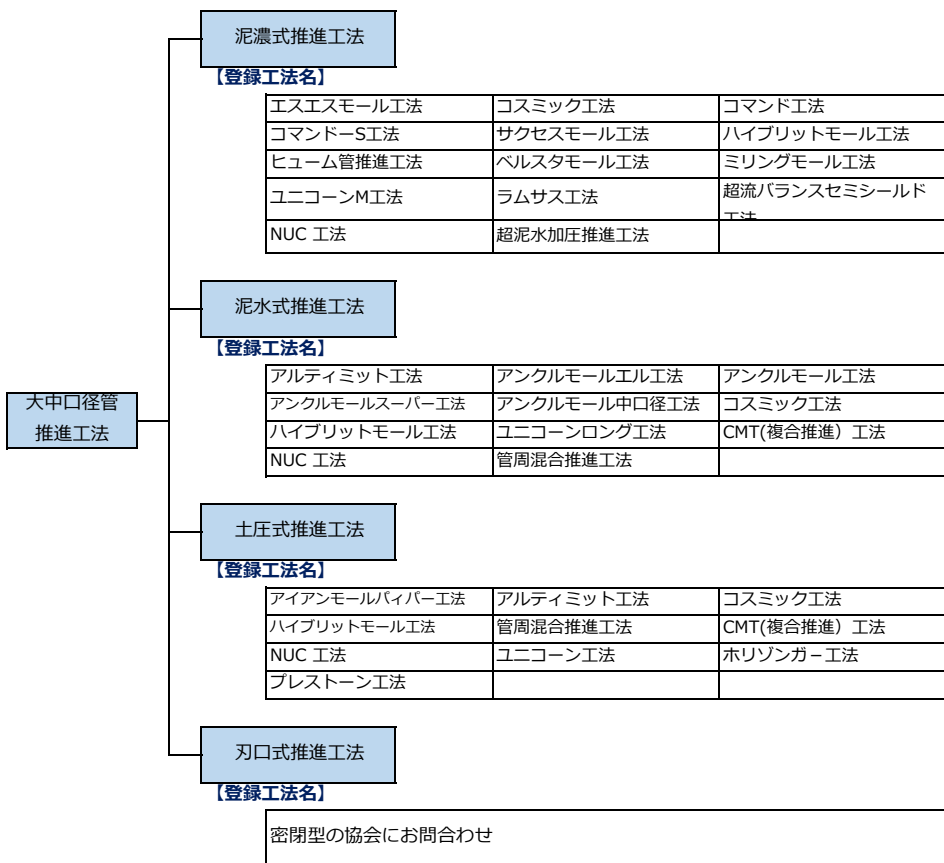 泥濃式推進工法
【登録工法名】
エスエスモール工法 コスミック工法 コマンド工法
コマンドーS工法 サクセスモール工法 ハイブリットモール工法
ヒューム管推進工法 ベルスタモール工法 ミリングモール工法
ユニコーンM工法 ラムサス工法 超流バランスセミシールド
工法
NUC 工法 超泥水加圧推進工法
泥水式推進工法
【登録工法名】
アルティミット工法 アンクルモールエル工法 アンクルモール工法
アンクルモールスーパー工法 アンクルモール中口径工法 コスミック工法
ハイブリットモール工法 ユニコーンロング工法 CMT(複合推進）工法
NUC 工法 管周混合推進工法
大中口径管
推進工法
土圧式推進工法
【登録工法名】
アイアンモールパイパー工法 アルティミット工法 コスミック工法
ハイブリットモール工法 管周混合推進工法 CMT(複合推進）工法
NUC 工法 ユニコーン工法 ホリゾンガ－工法
プレストーン工法
刃口式推進工法
【登録工法名】
密閉型の協会にお問合わせ